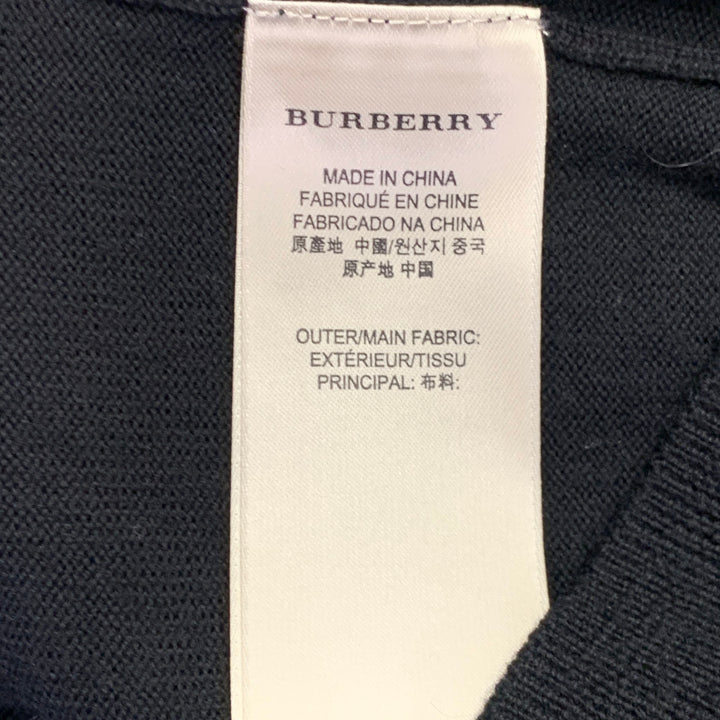 BURBERRY
MADE IN CHINA
FABRIQUÉ EN CHINE
FABRICADO NA CHINA
原產地 中國/원산지 중국
原产地 中国
OUTER/MAIN FABRIC:
EXTÉRIEUR/TISSU
PRINCIPAL: 布料: